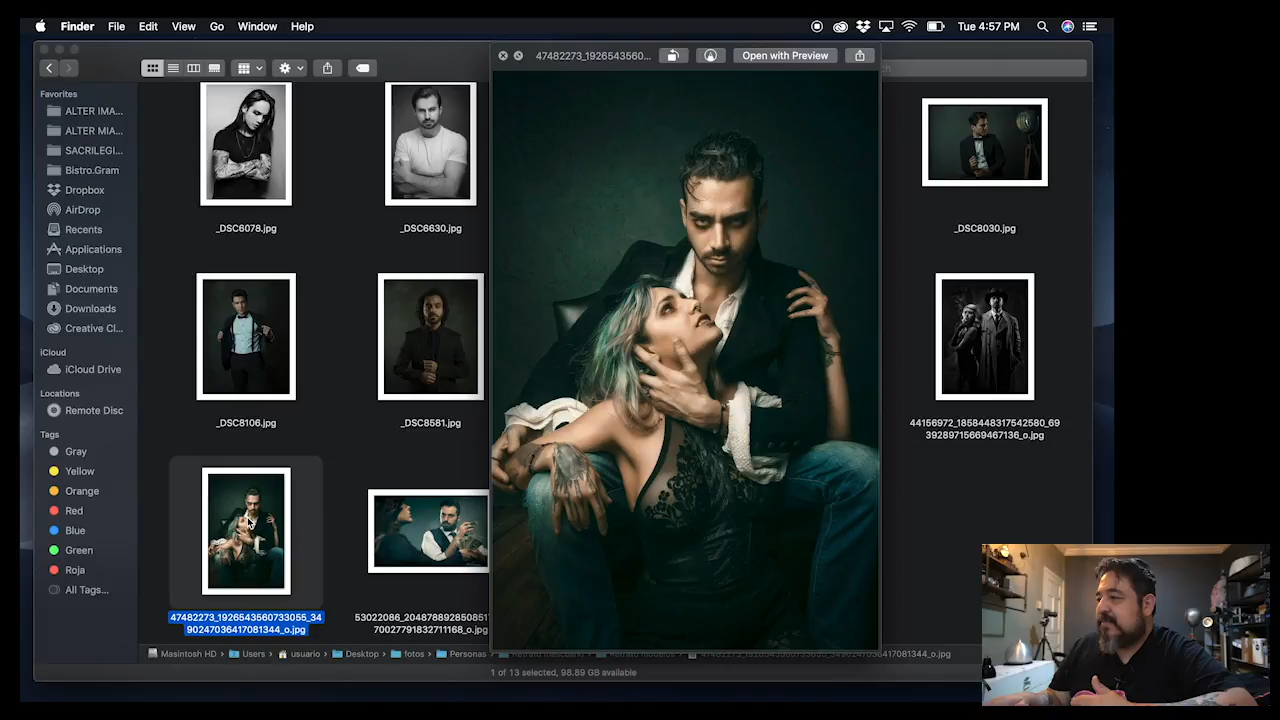 Finder File Edit View Go Window Help
Tue 4:57 PM
47482273_1926543560...
Open with Preview
Favorites
ALTER IMA...
ALTER MIA...
SACRILEGI...
Bistro.Gram
Dropbox
AirDrop
Recents
Applications
Desktop
Documents
Downloads
Creative Cl...
iCloud
iCloud Drive
Locations
Remote Disc
Tags
Gray
Yellow
Orange
Red
Blue
Green
Roja
All Tags...
_DSC6078.jpg
_DSC6630.jpg
_DSC8030.jpg
_DSC8106.jpg
_DSC8581.jpg
44156972_1858448317542580_69
39289715669467136_o.jpg
47482273_1926543560733055_34
90247036417081344_o.jpg
70027791832711168_o.jpg
Masintosh HD › Users › usuario › Desktop › fotos › Personas
1 of 13 selected, 98.89 GB available